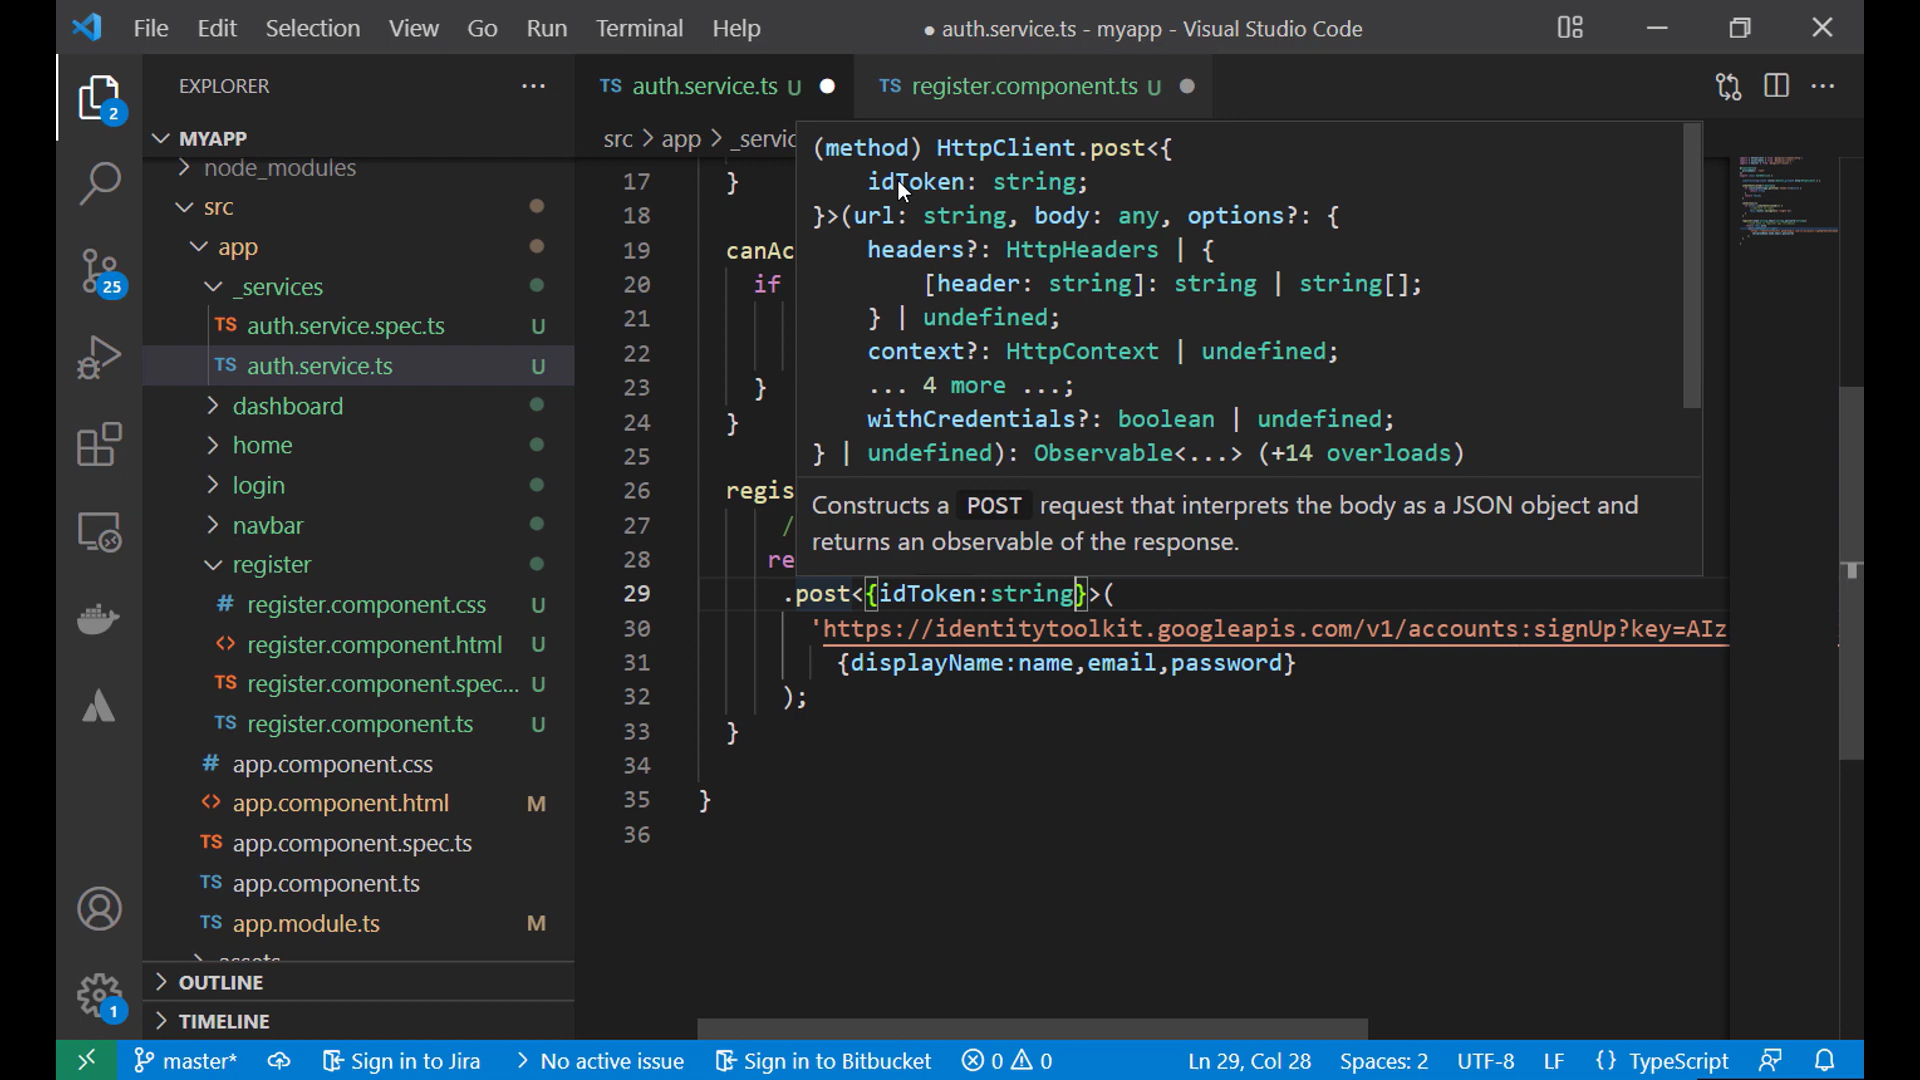 File Edit Selection View Go Run Terminal Help
● auth.service.ts - myapp - Visual Studio Code
EXPLORER
MYAPP
node_modules
src
app
_services
TS auth.service.spec.ts U
TS auth.service.ts U
dashboard
home
login
navbar
register
# register.component.css U
<> register.component.html U
TS register.component.spec... U
TS register.component.ts U
# app.component.css
<> app.component.html M
TS app.component.spec.ts
TS app.component.ts
TS app.module.ts M
OUTLINE
TIMELINE
2
25
1
TS auth.service.ts U
TS register.component.ts U
src > app > _servic
(method) HttpClient.post<{
idToken: string;
}>(url: string, body: any, options?: {
headers?: HttpHeaders | {
[header: string]: string | string[];
} | undefined;
context?: HttpContext | undefined;
... 4 more ...;
withCredentials?: boolean | undefined;
} | undefined): Observable<...> (+14 overloads)
Constructs a POST request that interprets the body as a JSON object and
returns an observable of the response.
17 }
18
19 canAc
20 if
21
22
23 }
24 }
25
26 regis
27 /
28 re
29 .post<{idToken:string}>(
30 'https://identitytoolkit.googleapis.com/v1/accounts:signUp?key=AIz
31 {displayName:name,email,password}
32 );
33 }
34
35 }
36
master* Sign in to Jira No active issue Sign in to Bitbucket 0 0 Ln 29, Col 28 Spaces: 2 UTF-8 LF {} TypeScript